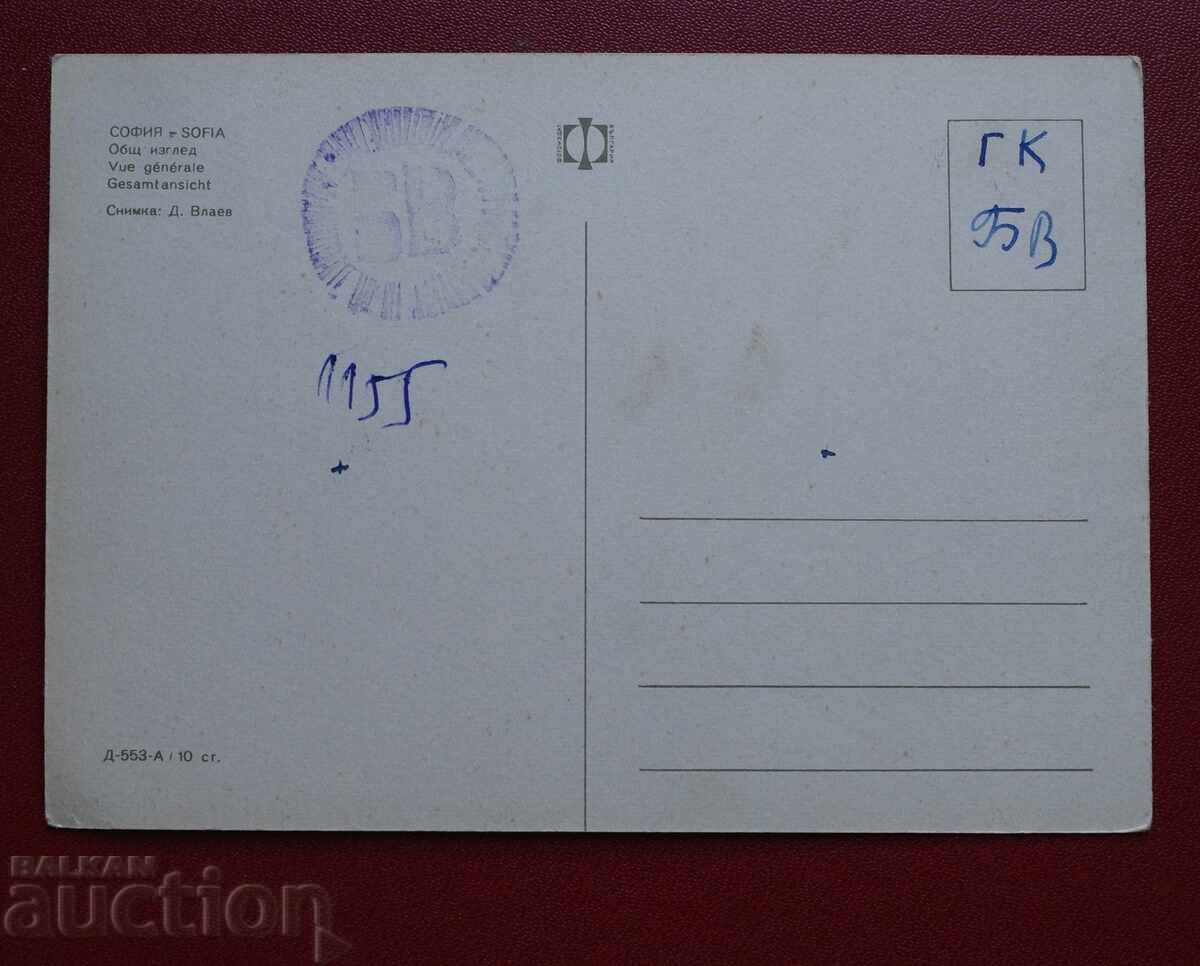 СОФИЯ - SOFIA
Общ изглед
Vue générale
Gesamtansicht
Снимка: Д. Влаев
БВ
1155
ГК
БВ
Д-553-А / 10 ст.
BALKAN
auction